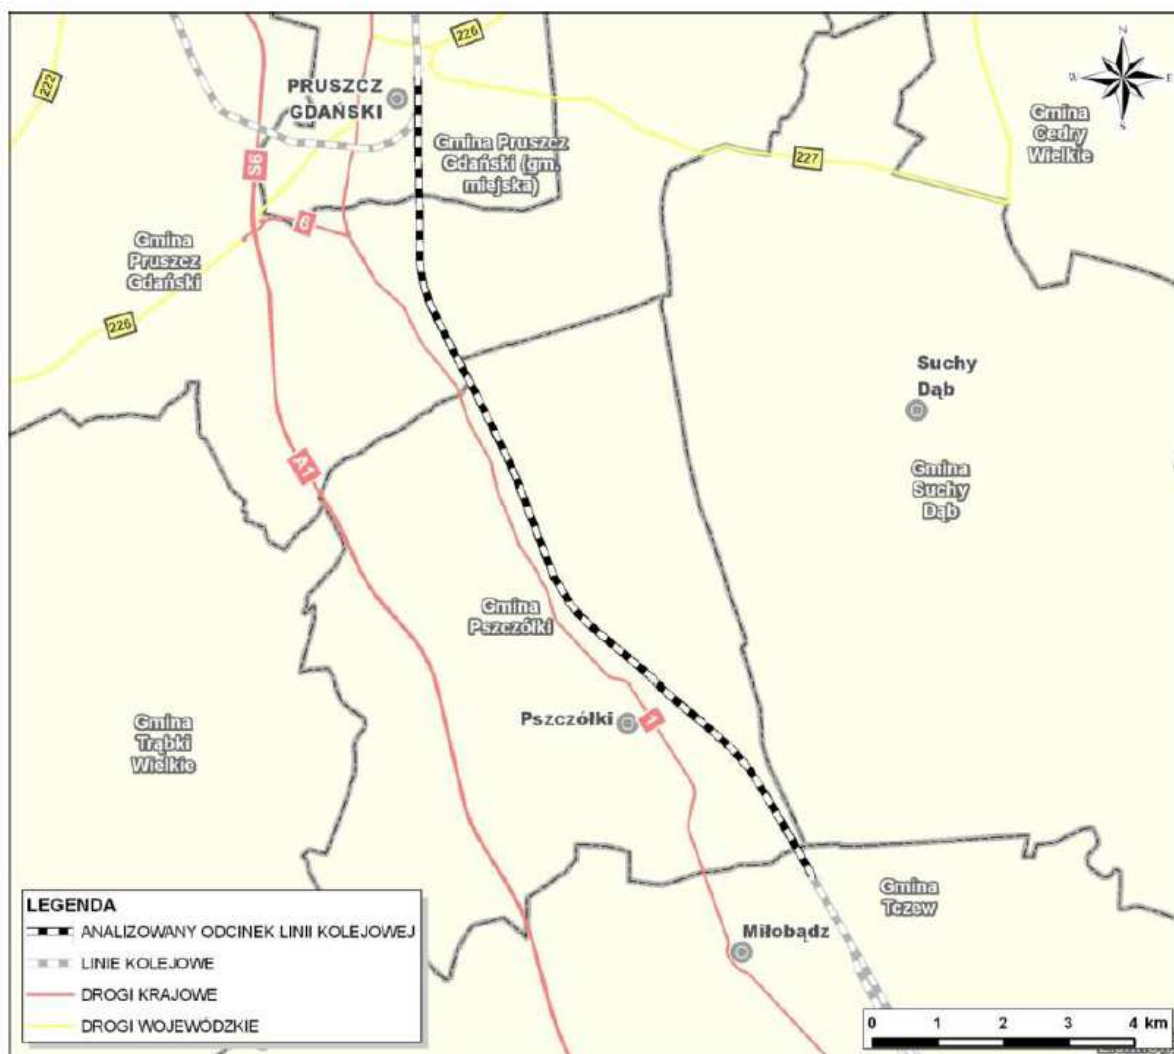 226
222
PRUSZCZ
GDAŃSKI
N
W
E
S
Gmina Pruszcz
Gdański (gm.
miejska)
Gmina
Cedry
Wielkie
227
S6
6
Gmina
Pruszcz
Gdański
226
Suchy
Dąb
A1
Gmina
Suchy
Dąb
Gmina
Pszczółki
Pszczółki
1
Gmina
Trąbki
Wielkie
Gmina
Tczew
Miłobądz
LEGENDA
ANALIZOWANY ODCINEK LINII KOLEJOWEJ
LINIE KOLEJOWE
DROGI KRAJOWE
DROGI WOJEWÓDZKIE
0 1 2 3 4 km